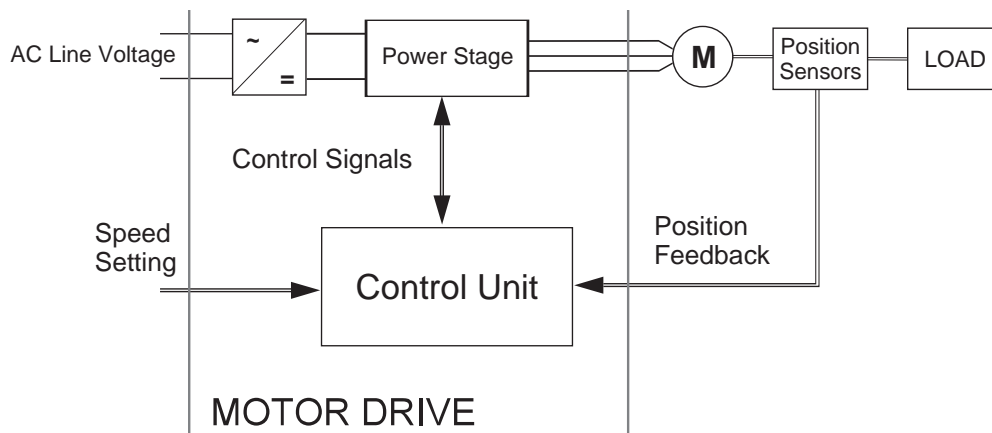 AC Line Voltage
~
=
Power Stage
M
Position
Sensors
LOAD
Control Signals
Speed
Setting
Position
Feedback
Control Unit
MOTOR DRIVE